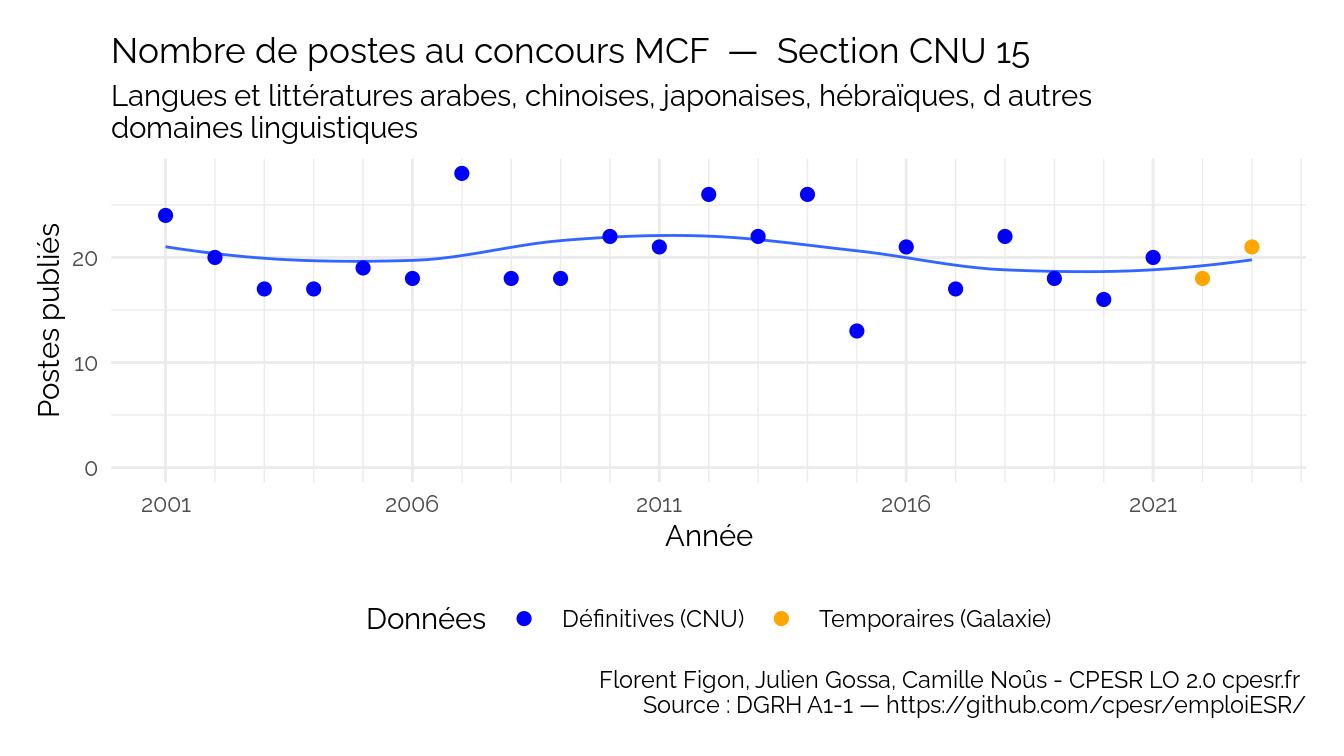 Nombre de postes au concours MCF — Section CNU 15
Langues et littératures arabes, chinoises, japonaises, hébraïques, d autres
domaines linguistiques
Postes publiés
20
10
0
2001
2006
2011
2016
2021
Année
Données
Définitives (CNU)
Temporaires (Galaxie)
Florent Figon, Julien Gossa, Camille Noûs - CPESR LO 2.0 cpesr.fr
Source : DGRH A1-1 — https://github.com/cpesr/emploiESR/